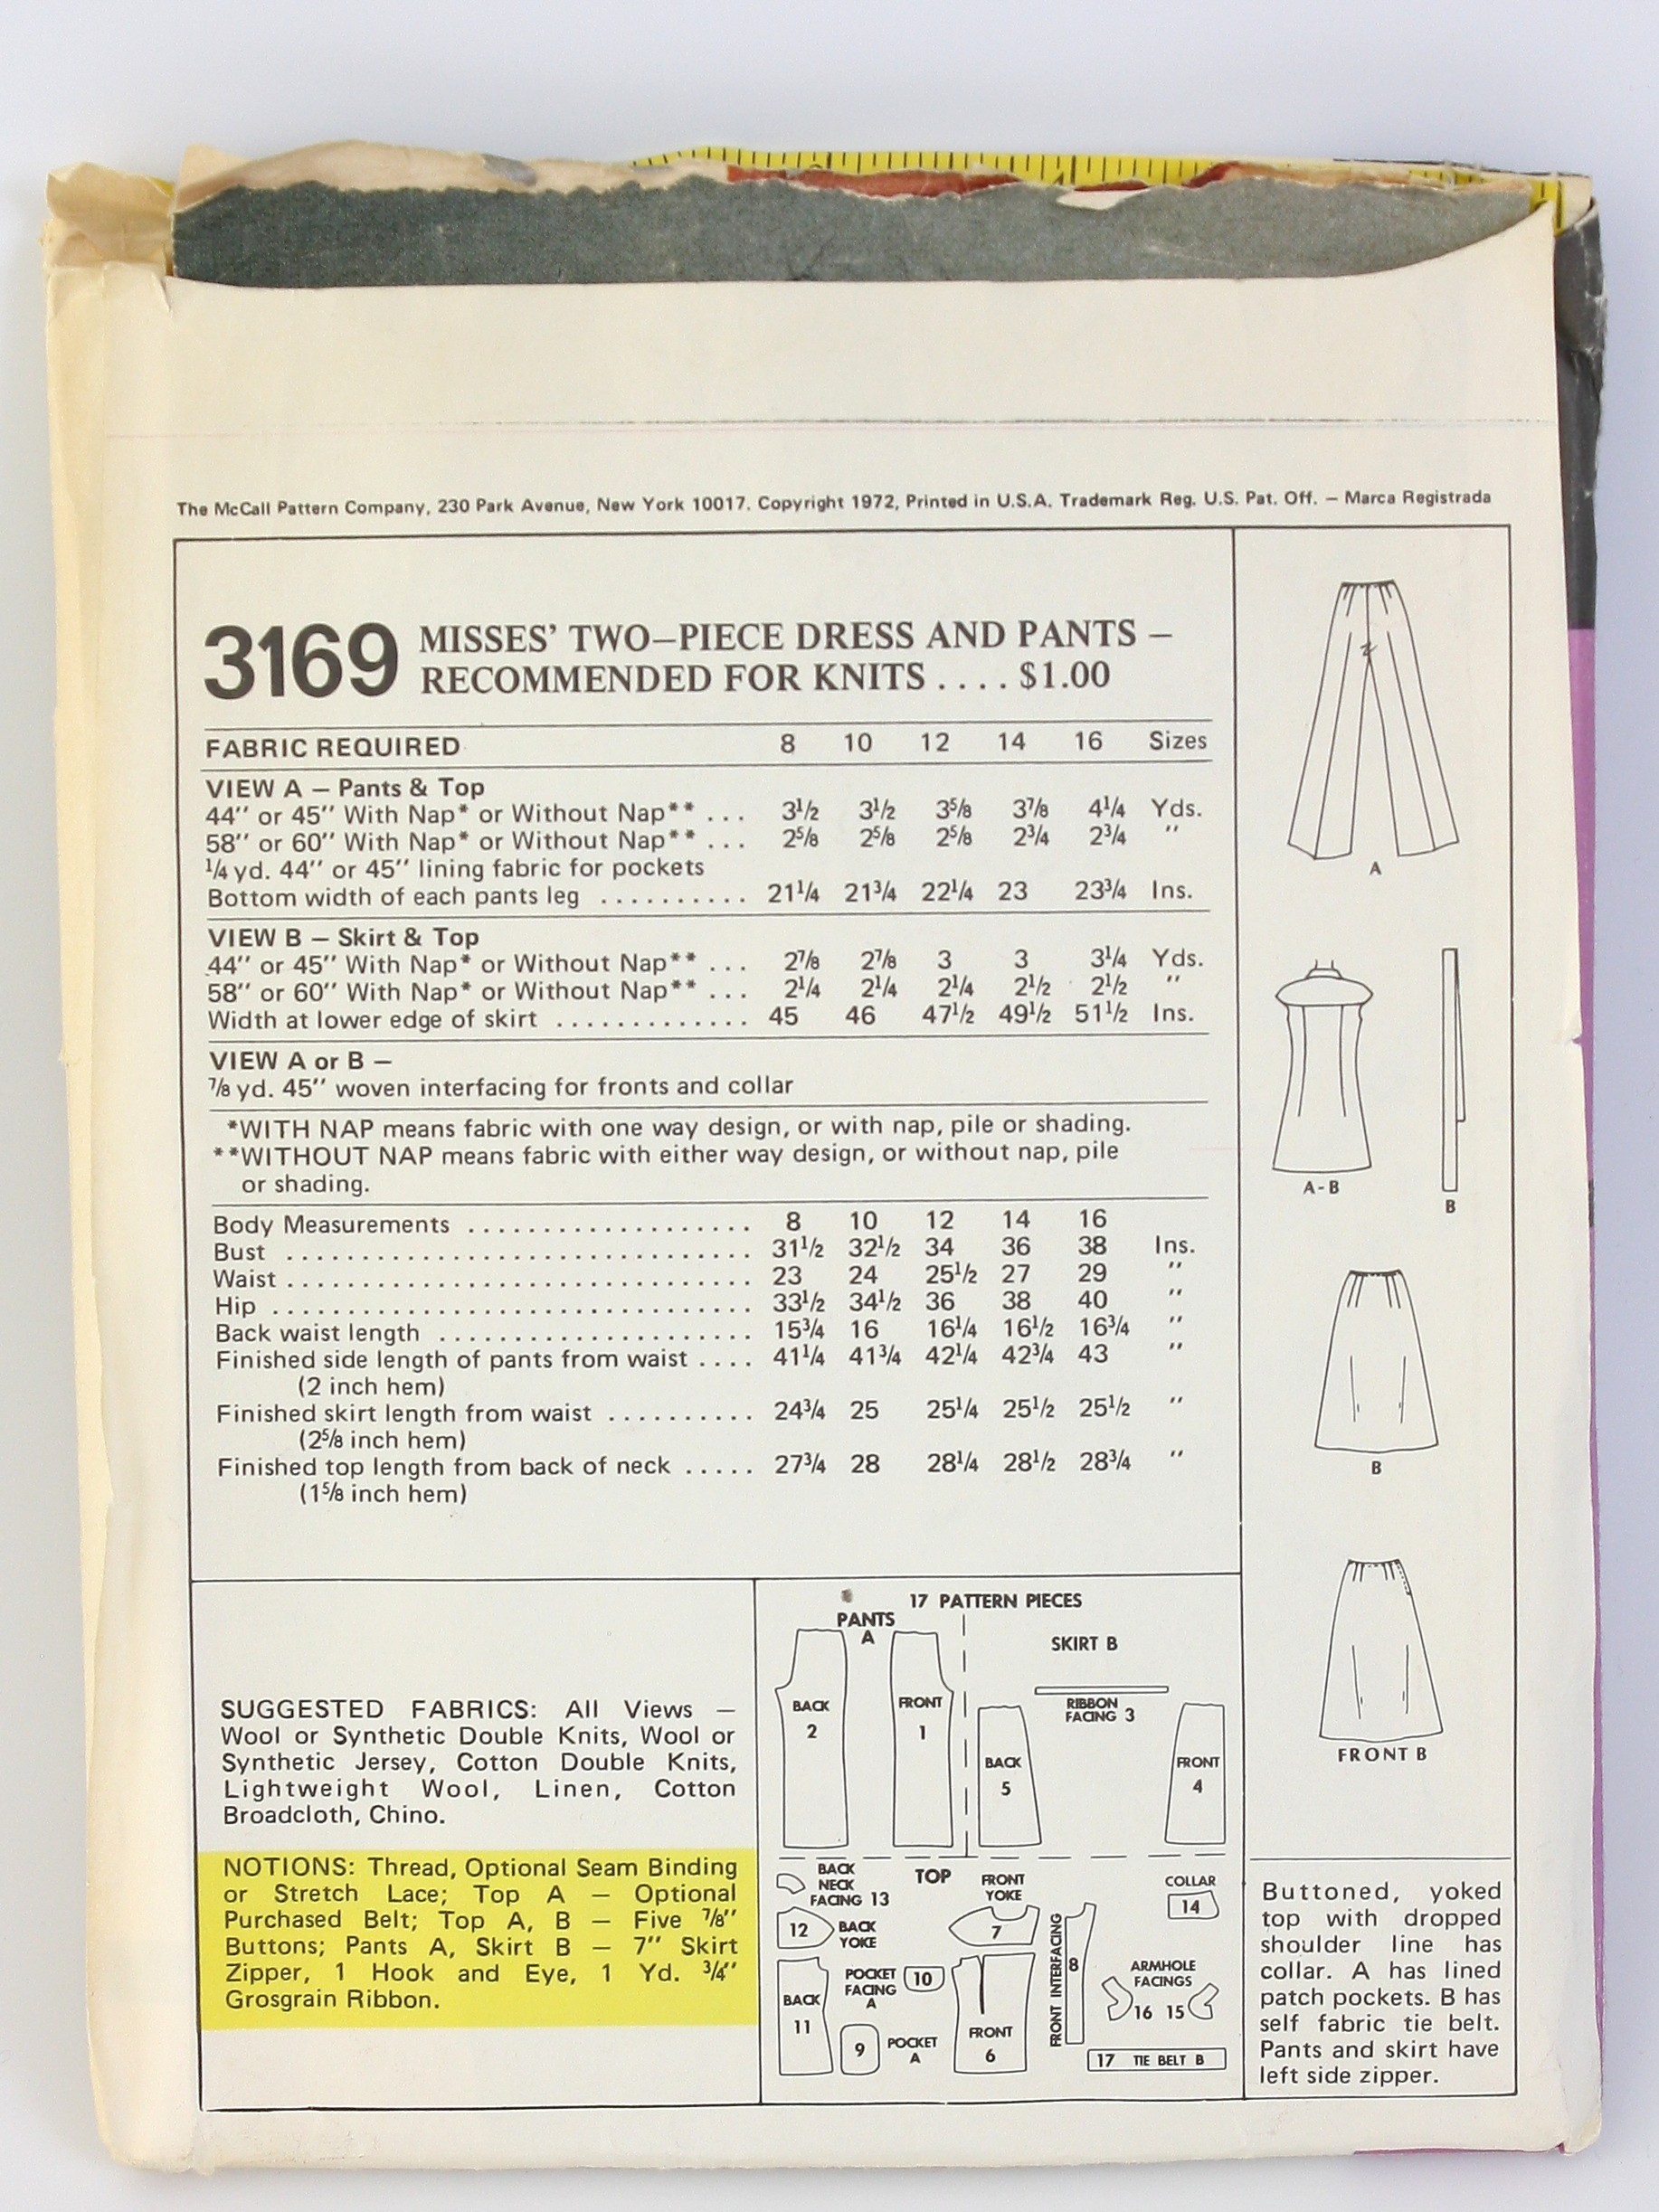 The McCall Pattern Company, 230 Park Avenue, New York 10017. Copyright 1972, Printed in U.S.A. Trademark Reg. U.S. Pat. Off. — Marca Registrada
3169 MISSES’ TWO—PIECE DRESS AND PANTS —
RECOMMENDED FOR KNITS . . . . $1.00
FABRIC REQUIRED 8 10 12 14 16 Sizes
VIEW A — Pants & Top
44’’ or 45’’ With Nap* or Without Nap** . . . 3½ 3½ 3⅝ 3⅞ 4¼ Yds.
58’’ or 60’’ With Nap* or Without Nap** . . . 2⅝ 2⅝ 2⅝ 2¾ 2¾ ’’
¼ yd. 44’’ or 45’’ lining fabric for pockets
Bottom width of each pants leg . . . . . . . . . . 21¼ 21¾ 22¼ 23 23¾ Ins.
VIEW B — Skirt & Top
44’’ or 45’’ With Nap* or Without Nap** . . . 2⅞ 2⅞ 3 3 3¼ Yds.
58’’ or 60’’ With Nap* or Without Nap** . . . 2¼ 2¼ 2¼ 2½ 2½ ’’
Width at lower edge of skirt . . . . . . . . . . . . . 45 46 47½ 49½ 51½ Ins.
VIEW A or B —
⅞ yd. 45’’ woven interfacing for fronts and collar
*WITH NAP means fabric with one way design, or with nap, pile or shading.
**WITHOUT NAP means fabric with either way design, or without nap, pile
or shading.
Body Measurements . . . . . . . . . . . . . . . . . . . . 8 10 12 14 16
Bust . . . . . . . . . . . . . . . . . . . . . . . . . . . . . . . . . 31½ 32½ 34 36 38 Ins.
Waist . . . . . . . . . . . . . . . . . . . . . . . . . . . . . . . . . 23 24 25½ 27 29 ’’
Hip . . . . . . . . . . . . . . . . . . . . . . . . . . . . . . . . . . 33½ 34½ 36 38 40 ’’
Back waist length . . . . . . . . . . . . . . . . . . . . . . 15¾ 16 16¼ 16½ 16¾ ’’
Finished side length of pants from waist . . . . 41¼ 41¾ 42¼ 42¾ 43 ’’
(2 inch hem)
Finished skirt length from waist . . . . . . . . . . 24¾ 25 25¼ 25½ 25½ ’’
(2⅝ inch hem)
Finished top length from back of neck . . . . . 27¾ 28 28¼ 28½ 28¾ ’’
(1⅝ inch hem)
A
A-B
B
B
FRONT B
SUGGESTED FABRICS: All Views —
Wool or Synthetic Double Knits, Wool or
Synthetic Jersey, Cotton Double Knits,
Lightweight Wool, Linen, Cotton
Broadcloth, Chino.
NOTIONS: Thread, Optional Seam Binding
or Stretch Lace; Top A — Optional
Purchased Belt; Top A, B — Five ⅞’’
Buttons; Pants A, Skirt B — 7’’ Skirt
Zipper, 1 Hook and Eye, 1 Yd. ¾’’
Grosgrain Ribbon.
17 PATTERN PIECES
PANTS
A
SKIRT B
BACK
2
FRONT
1
RIBBON
FACING 3
BACK
5
FRONT
4
BACK
NECK
FACING 13
TOP
FRONT
YOKE
7
COLLAR
14
12
BACK
YOKE
FRONT INTERFACING
8
POCKET
FACING
A
10
ARMHOLE
FACINGS
16 15
BACK
11
9
POCKET
A
FRONT
6
17 TIE BELT B
Buttoned, yoked
top with dropped
shoulder line has
collar. A has lined
patch pockets. B has
self fabric tie belt.
Pants and skirt have
left side zipper.